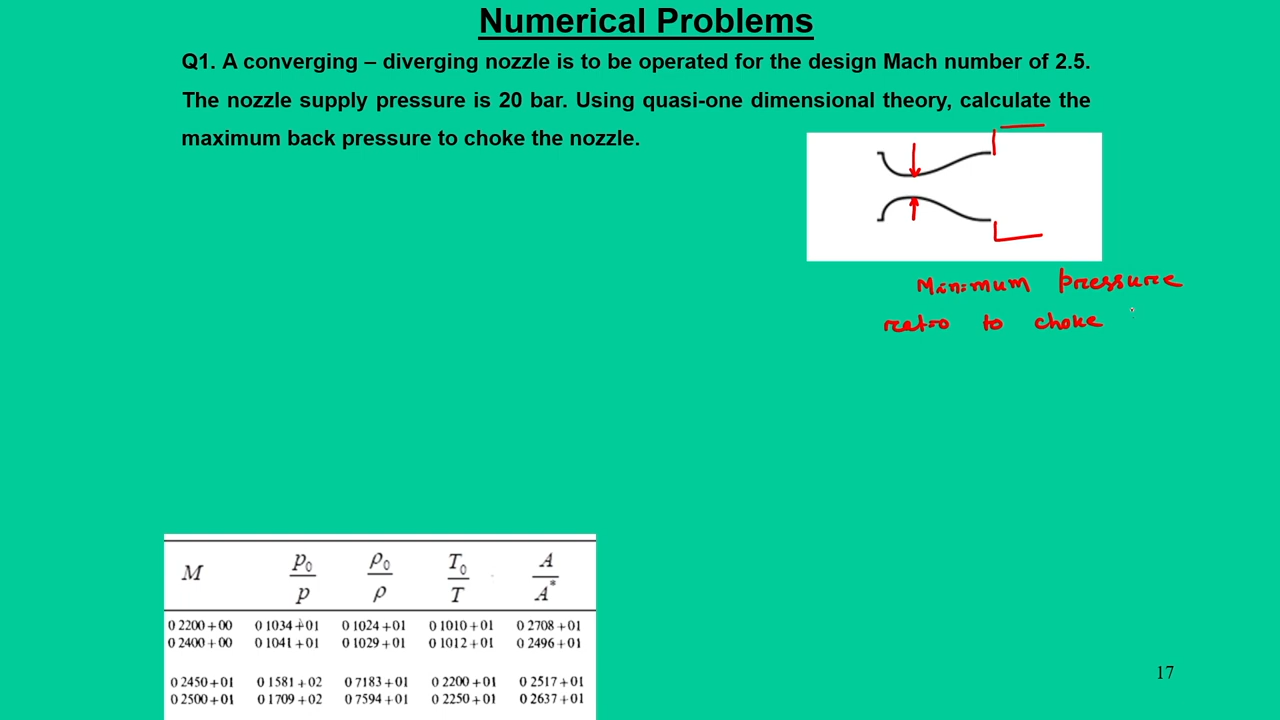 Numerical Problems
Q1. A converging – diverging nozzle is to be operated for the design Mach number of 2.5.
The nozzle supply pressure is 20 bar. Using quasi-one dimensional theory, calculate the
maximum back pressure to choke the nozzle.
Minimum pressure
ratio to choke
M p₀/p ρ₀/ρ T₀/T A/A*
0 2200 + 00 0 1034 + 01 0 1024 + 01 0 1010 + 01 0 2708 + 01
0 2400 + 00 0 1041 + 01 0 1029 + 01 0 1012 + 01 0 2496 + 01
0 2450 + 01 0 1581 + 02 0 7183 + 01 0 2200 + 01 0 2517 + 01
0 2500 + 01 0 1709 + 02 0 7594 + 01 0 2250 + 01 0 2637 + 01
17